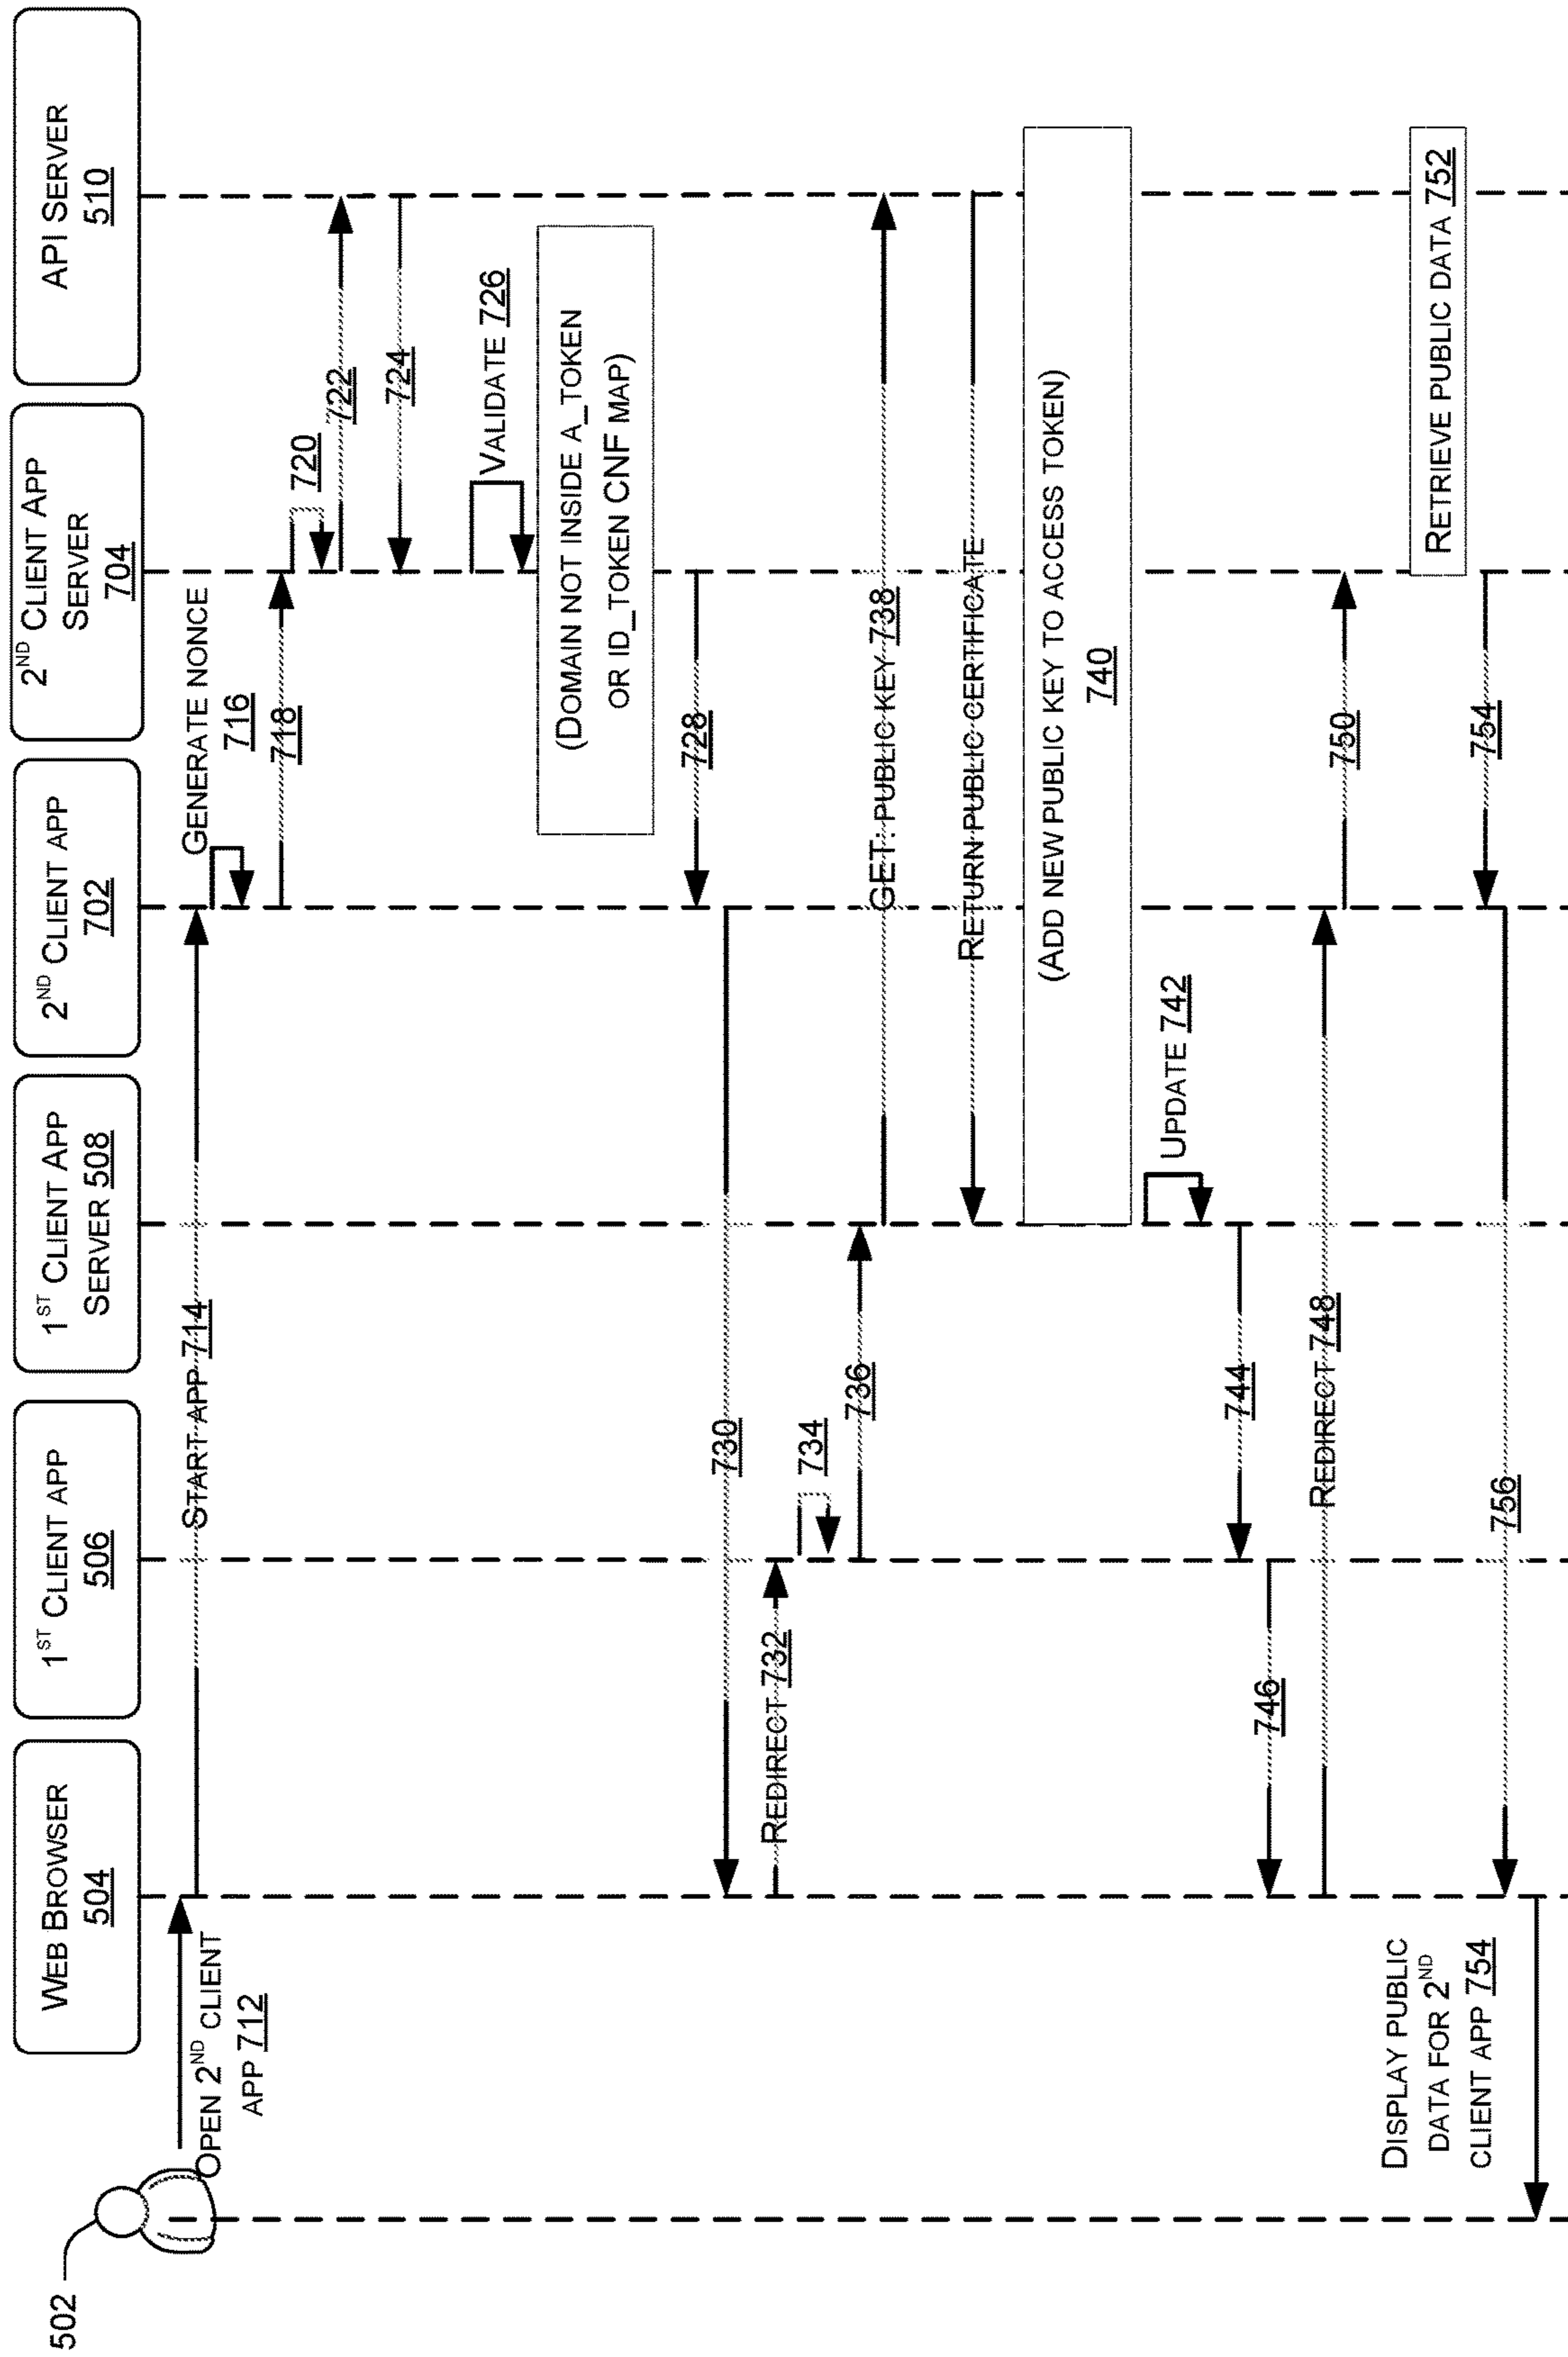 502
WEB BROWSER
504
1ST CLIENT APP
506
1ST CLIENT APP
SERVER 508
2ND CLIENT APP
702
2ND CLIENT APP
SERVER
704
API SERVER
510
OPEN 2ND CLIENT
APP 712
START APP 714
GENERATE NONCE
716
718
720
722
724
VALIDATE 726
(DOMAIN NOT INSIDE A_TOKEN
OR ID_TOKEN CNF MAP)
728
730
REDIRECT 732
734
736
GET: PUBLIC KEY 738
RETURN PUBLIC CERTIFICATE
(ADD NEW PUBLIC KEY TO ACCESS TOKEN)
740
UPDATE 742
744
746
REDIRECT 748
750
RETRIEVE PUBLIC DATA 752
754
756
DISPLAY PUBLIC
DATA FOR 2ND
CLIENT APP 754